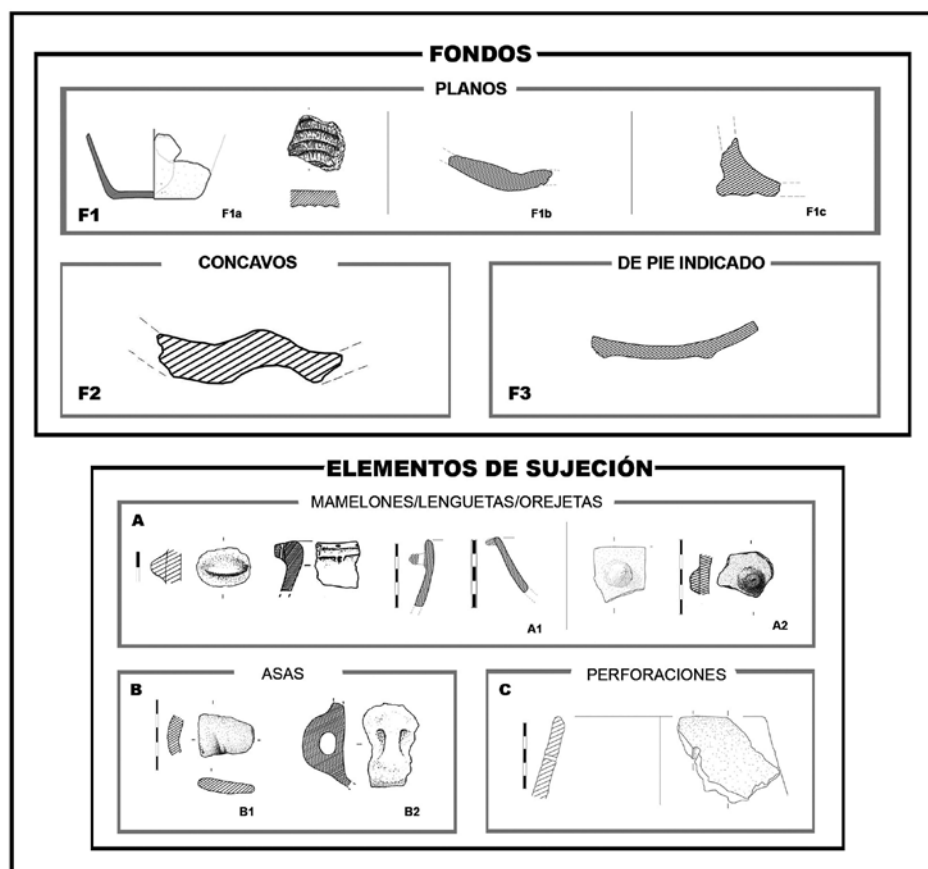 FONDOS
PLANOS
F1
F1a
F1b
F1c
CONCAVOS
F2
DE PIE INDICADO
F3
ELEMENTOS DE SUJECIÓN
MAMELONES/LENGUETAS/OREJETAS
A
A1
A2
ASAS
B
B1
B2
PERFORACIONES
C